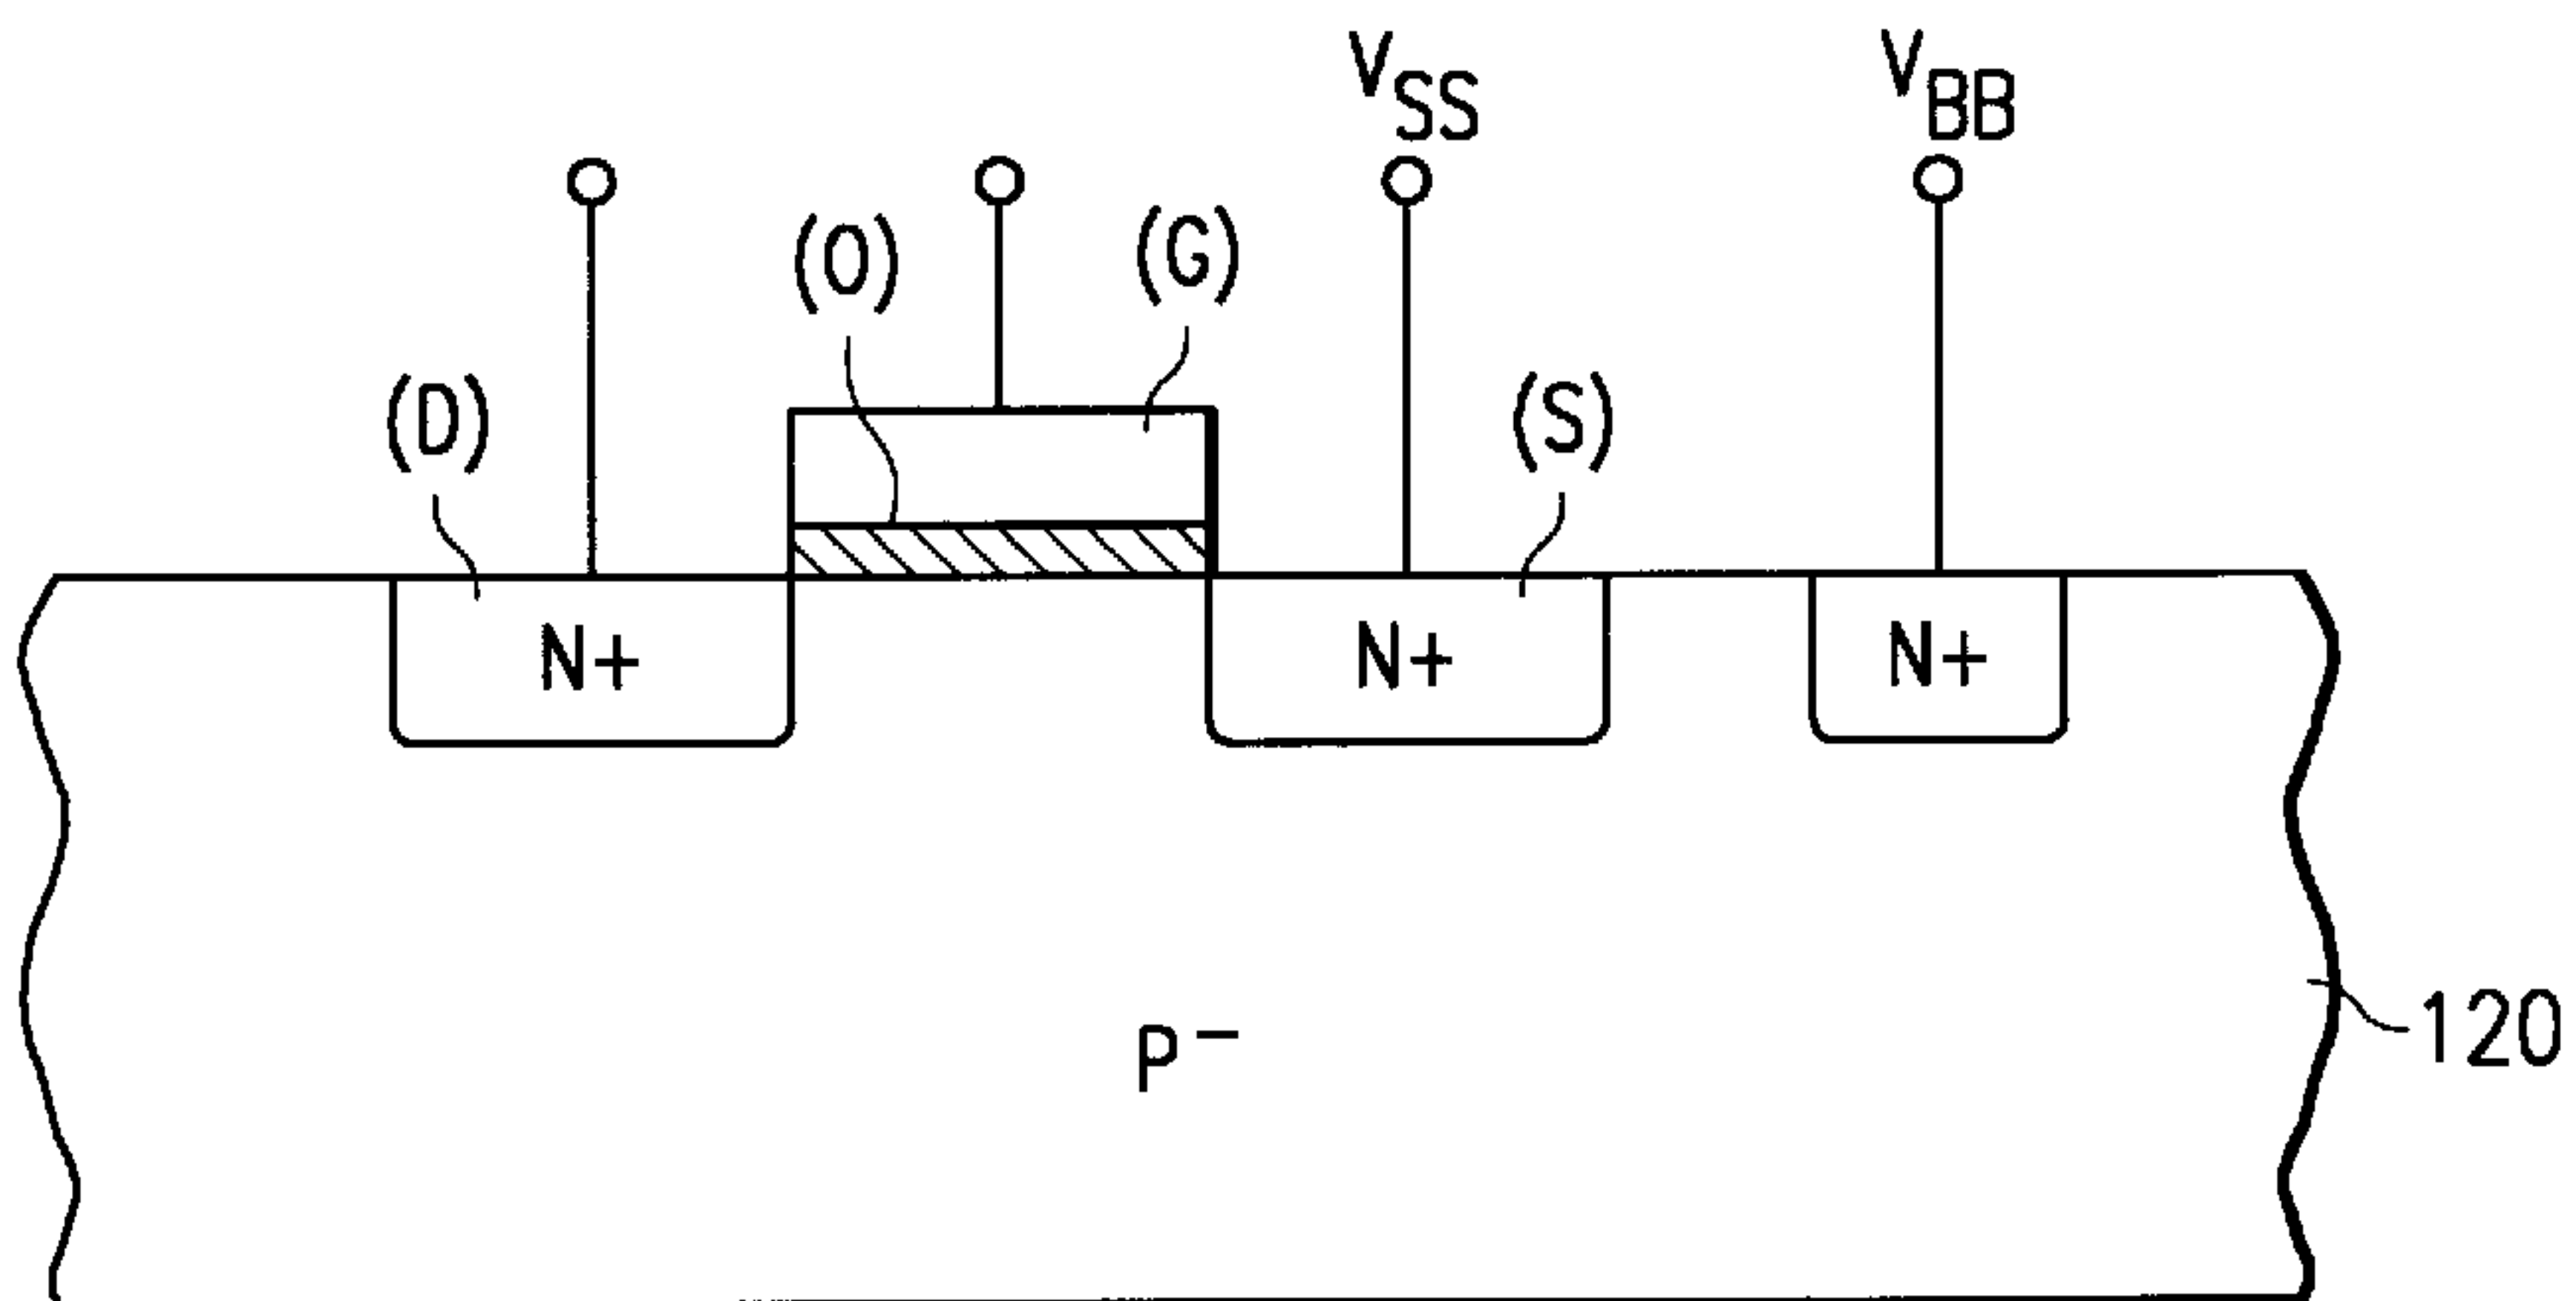 V_SS V_BB
(O) (G)
(D) (S)
N+ N+ N+
P⁻
120